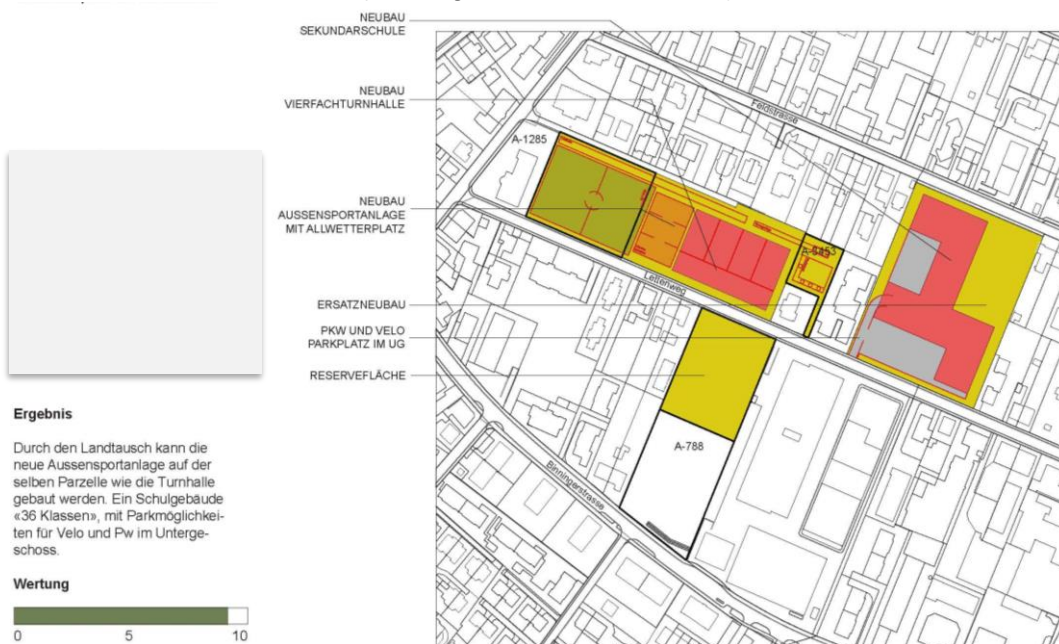 NEUBAU
SEKUNDARSCHULE
NEUBAU
VIERFACHTURNHALLE
NEUBAU
AUSSENSPORTANLAGE
MIT ALLWETTERPLATZ
ERSATZNEUBAU
PKW UND VELO
PARKPLATZ IM UG
RESERVEFLÄCHE
Feldstrasse
A-1285
Lettenweg
A-788
Binningerstrasse
Ergebnis
Durch den Landtausch kann die
neue Aussensportanlage auf der
selben Parzelle wie die Turnhalle
gebaut werden. Ein Schulgebäude
«36 Klassen», mit Parkmöglichkei-
ten für Velo und Pw im Unterge-
schoss.
Wertung
0 5 10